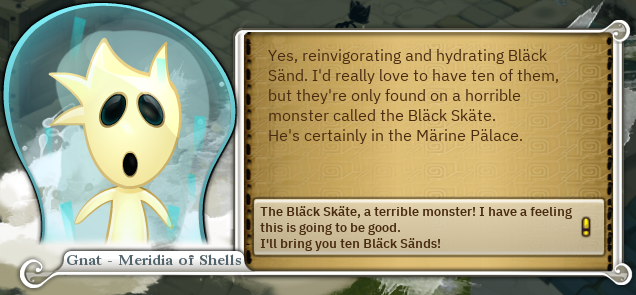 Yes, reinvigorating and hydrating Bläck
Sänd. I'd really love to have ten of them,
but they're only found on a horrible
monster called the Bläck Skäte.
He's certainly in the Märine Pälace.
The Bläck Skäte, a terrible monster! I have a feeling
this is going to be good.
I'll bring you ten Bläck Sänds!
Gnat - Meridia of Shells